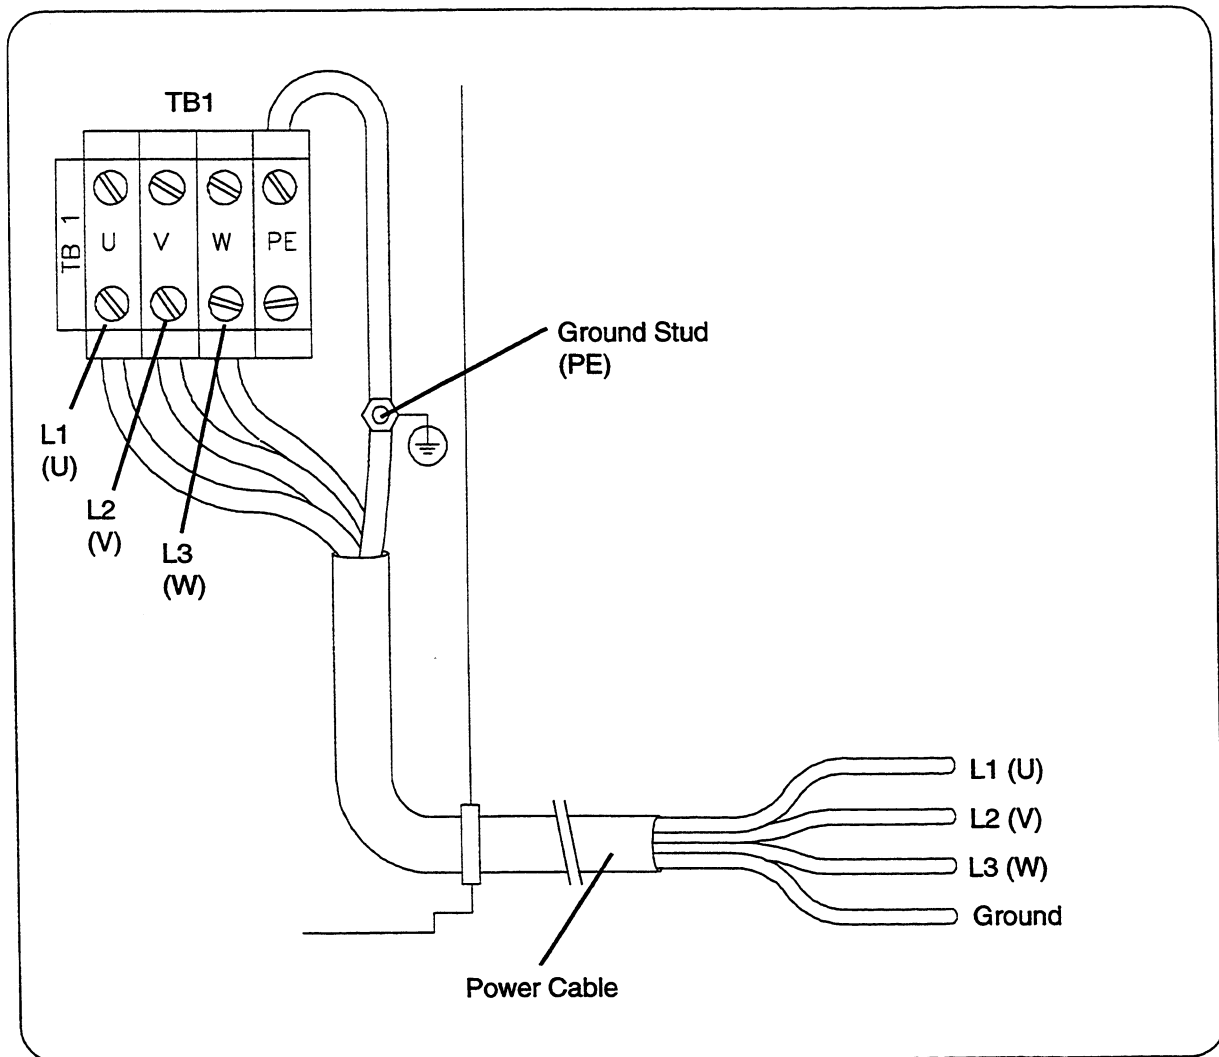 TB1
TB 1
U
V
W
PE
Ground Stud
(PE)
L1
(U)
L2
(V)
L3
(W)
L1 (U)
L2 (V)
L3 (W)
Ground
Power Cable